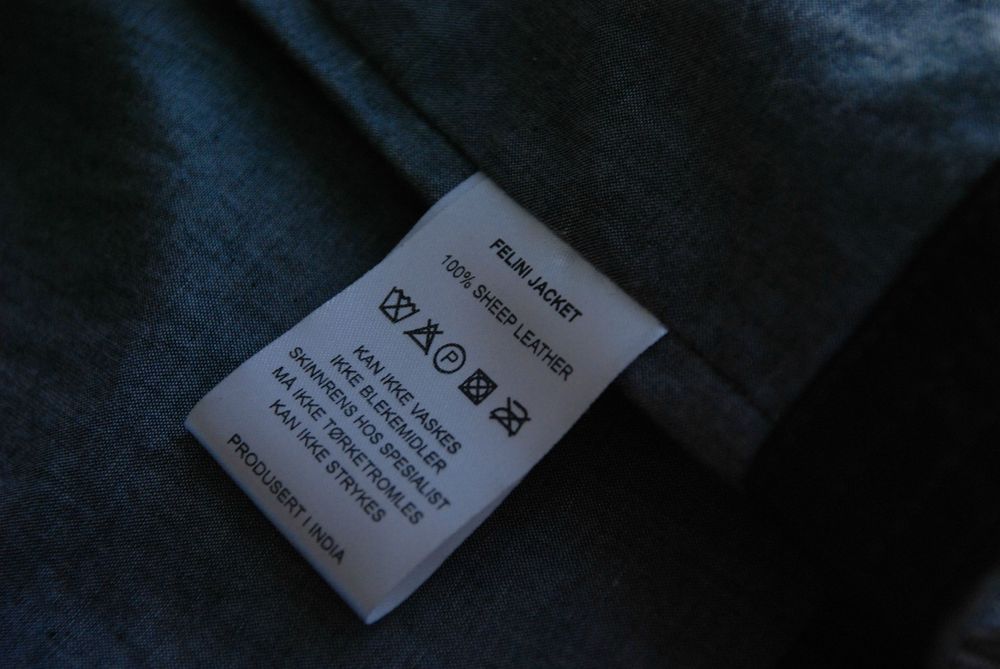 FELINI JACKET
100% SHEEP LEATHER
P
KAN IKKE VASKES
IKKE BLEKEMIDLER
SKINNRENS HOS SPESIALIST
MÅ IKKE TØRKETROMLES
KAN IKKE STRYKES
PRODUSERT I INDIA